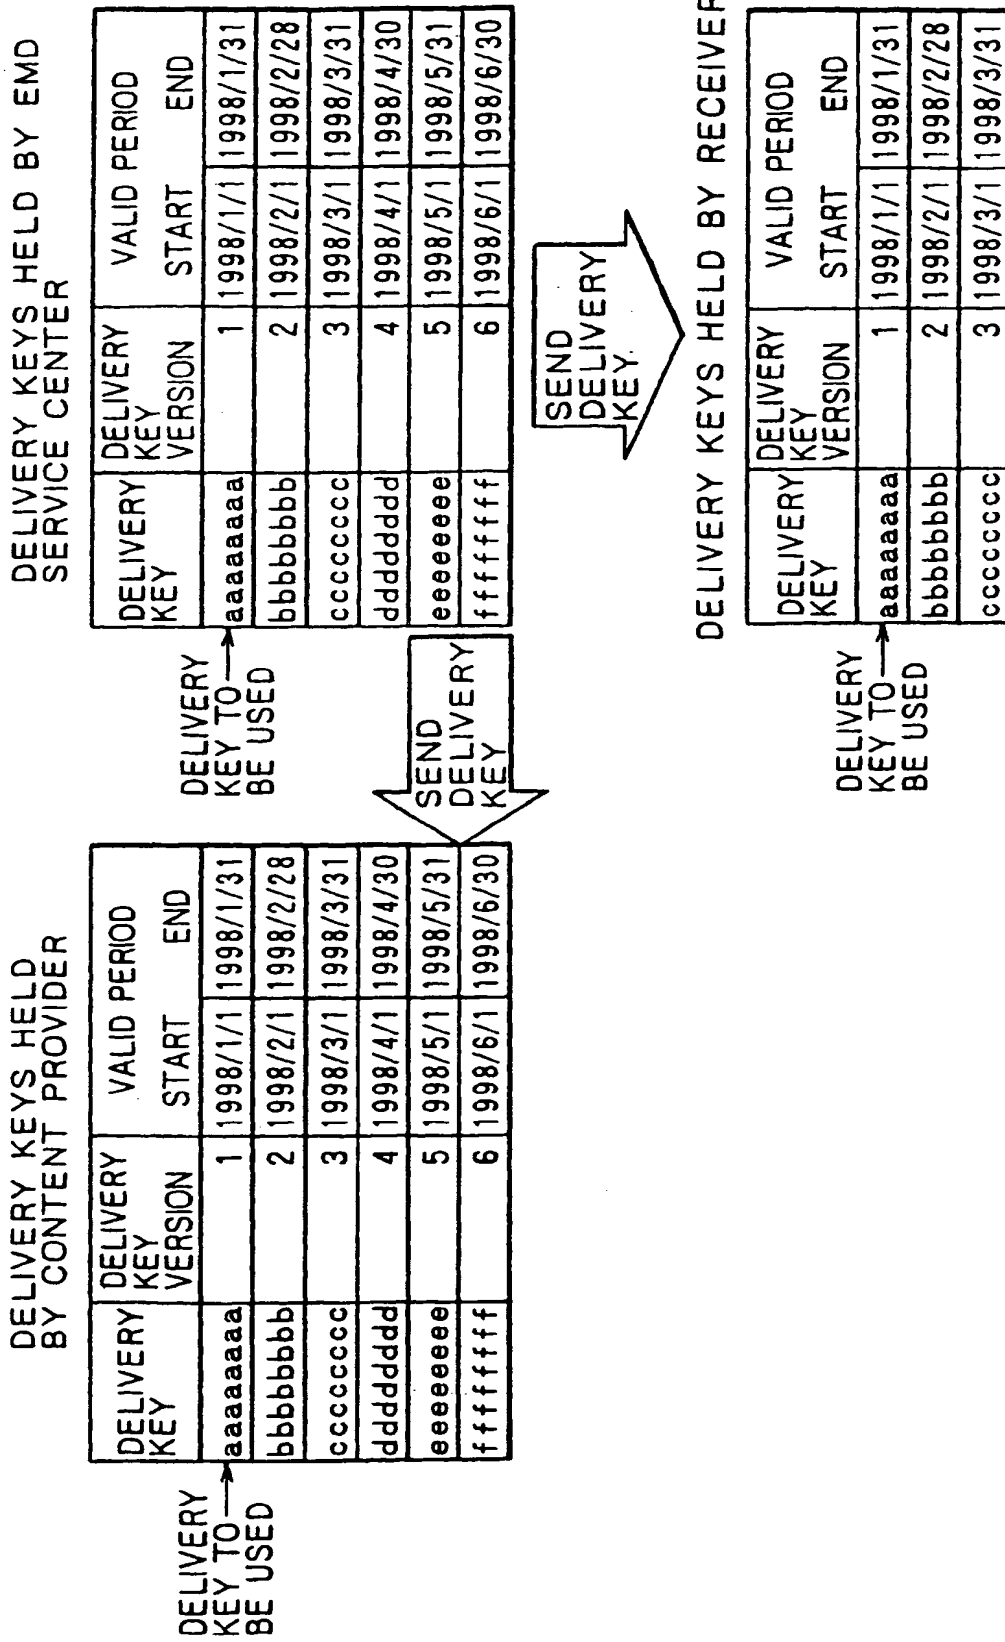 DELIVERY KEYS HELD
BY CONTENT PROVIDER
DELIVERY
KEY TO
BE USED
DELIVERY
KEY
DELIVERY
KEY
VERSION
VALID PERIOD
START END
aaaaaaaa 1 1998/1/1 1998/1/31
bbbbbbbb 2 1998/2/1 1998/2/28
cccccccc 3 1998/3/1 1998/3/31
dddddddd 4 1998/4/1 1998/4/30
eeeeeeee 5 1998/5/1 1998/5/31
ffffffff 6 1998/6/1 1998/6/30
SEND
DELIVERY
KEY
DELIVERY KEYS HELD BY EMD
SERVICE CENTER
DELIVERY
KEY TO
BE USED
DELIVERY
KEY
DELIVERY
KEY
VERSION
VALID PERIOD
START END
aaaaaaaa 1 1998/1/1 1998/1/31
bbbbbbbb 2 1998/2/1 1998/2/28
cccccccc 3 1998/3/1 1998/3/31
dddddddd 4 1998/4/1 1998/4/30
eeeeeeee 5 1998/5/1 1998/5/31
ffffffff 6 1998/6/1 1998/6/30
SEND
DELIVERY
KEY
DELIVERY KEYS HELD BY RECEIVER
DELIVERY
KEY TO
BE USED
DELIVERY
KEY
DELIVERY
KEY
VERSION
VALID PERIOD
START END
aaaaaaaa 1 1998/1/1 1998/1/31
bbbbbbbb 2 1998/2/1 1998/2/28
cccccccc 3 1998/3/1 1998/3/31